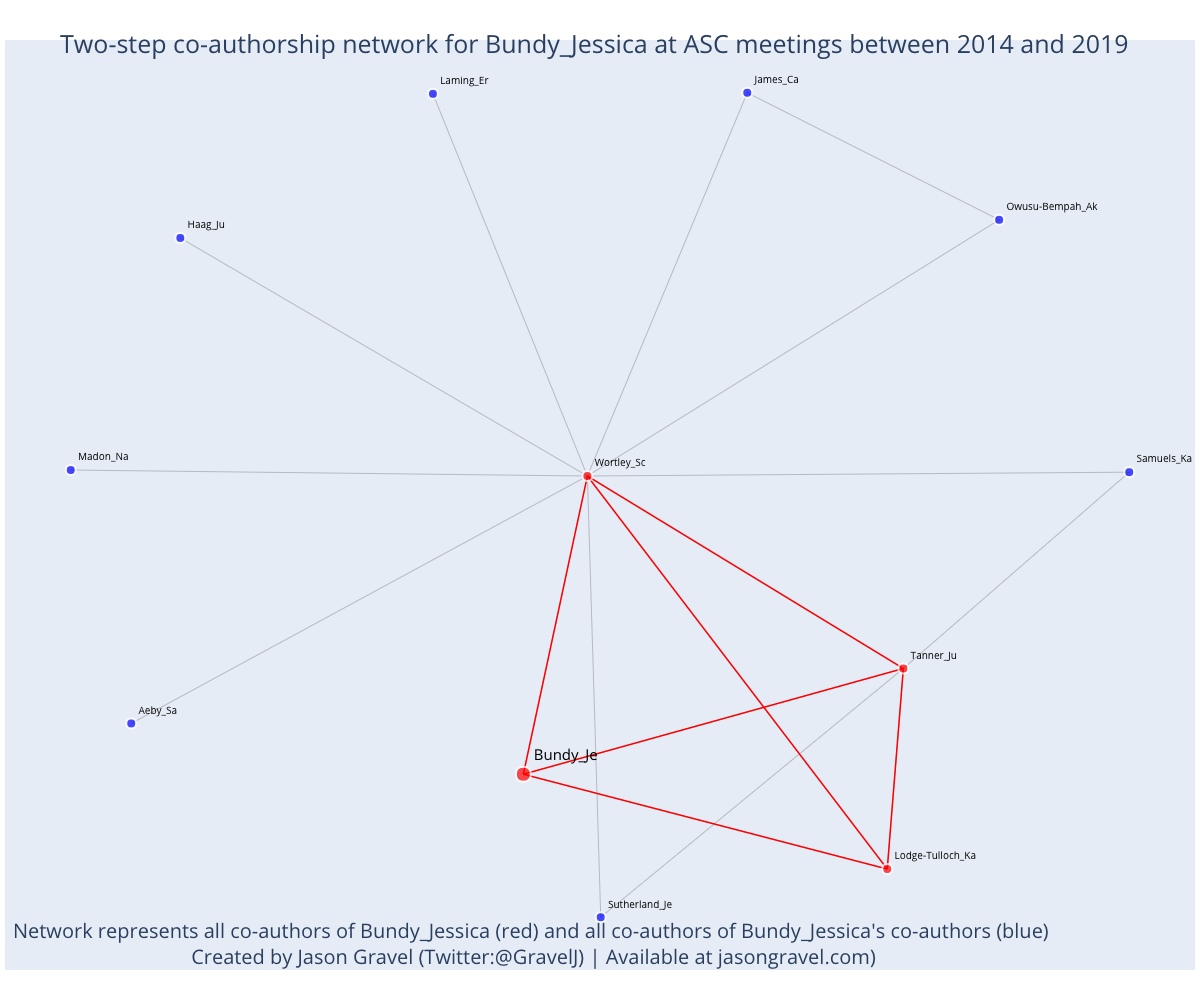 Two-step co-authorship network for Bundy_Jessica at ASC meetings between 2014 and 2019
Laming_Er
James_Ca
Owusu-Bempah_Ak
Haag_Ju
Madon_Na
Wortley_Sc
Samuels_Ka
Tanner_Ju
Aeby_Sa
Bundy_Je
Lodge-Tulloch_Ka
Sutherland_Je
Network represents all co-authors of Bundy_Jessica (red) and all co-authors of Bundy_Jessica's co-authors (blue)
Created by Jason Gravel (Twitter:@GravelJ) | Available at jasongravel.com)